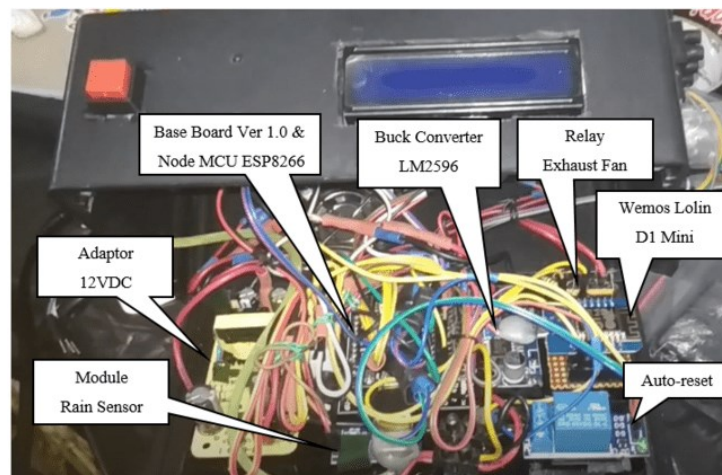 Base Board Ver 1.0 &
Node MCU ESP8266
Buck Converter
LM2596
Relay
Exhaust Fan
Wemos Lolin
D1 Mini
Adaptor
12VDC
Module
Rain Sensor
Auto-reset